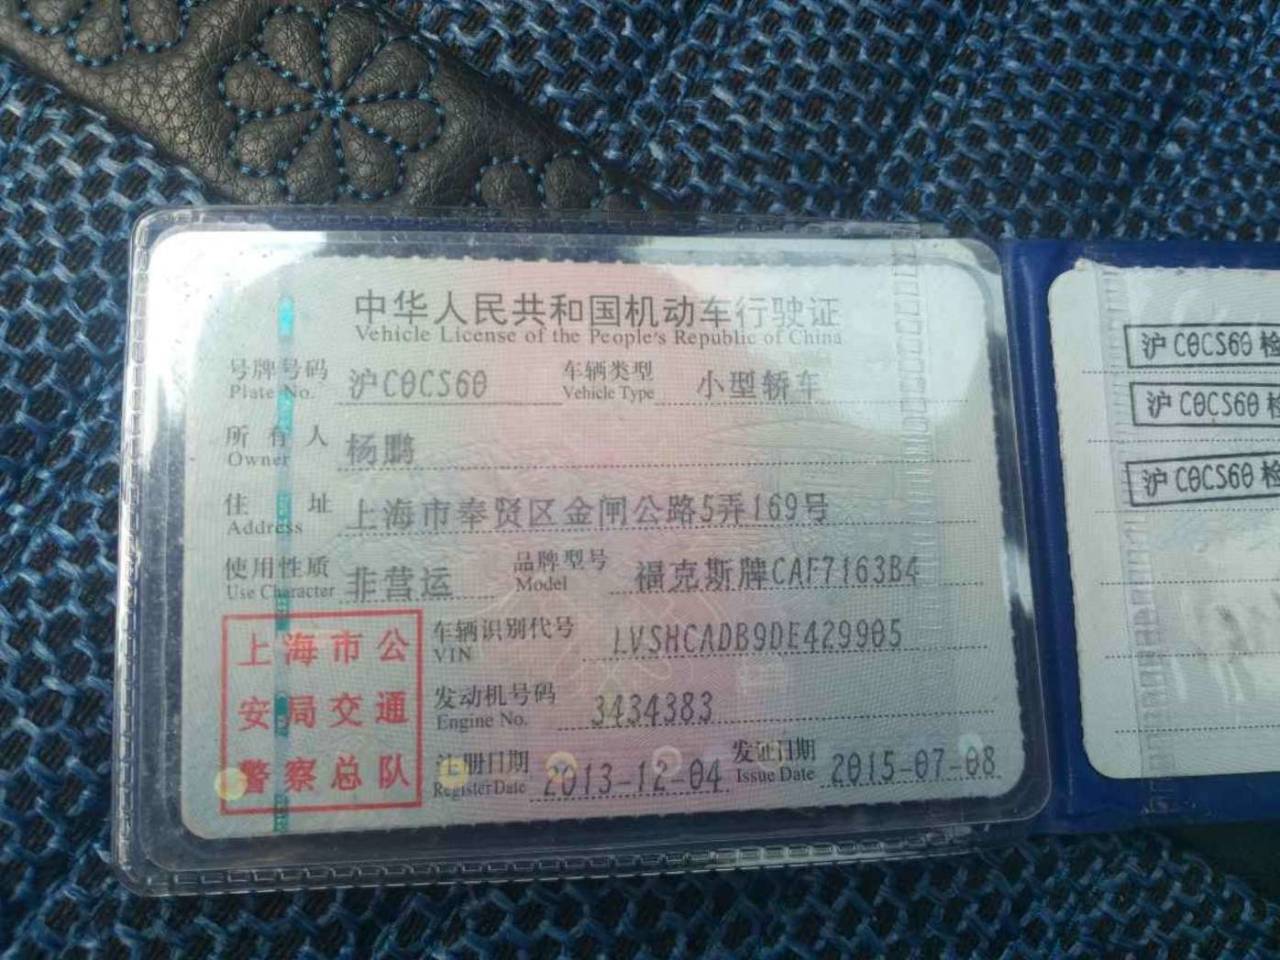 中华人民共和国机动车行驶证
Vehicle License of the People's Republic of China
号牌号码 沪C0CS60 车辆类型 小型轿车
Plate No. Vehicle Type
所有人 杨鹏
Owner
住址 上海市奉贤区金闸公路5弄169号
Address
使用性质 非营运 品牌型号 福克斯牌CAF7163B4
Use Character Model
上海市公
安局交通
警察总队
车辆识别代号 LVSHCADB9DE429905
VIN
发动机号码 3434383
Engine No.
注册日期 2013-12-04 发证日期 2015-07-08
Register Date Issue Date
沪C0CS60 检
沪C0CS60 检
沪C0CS60 检